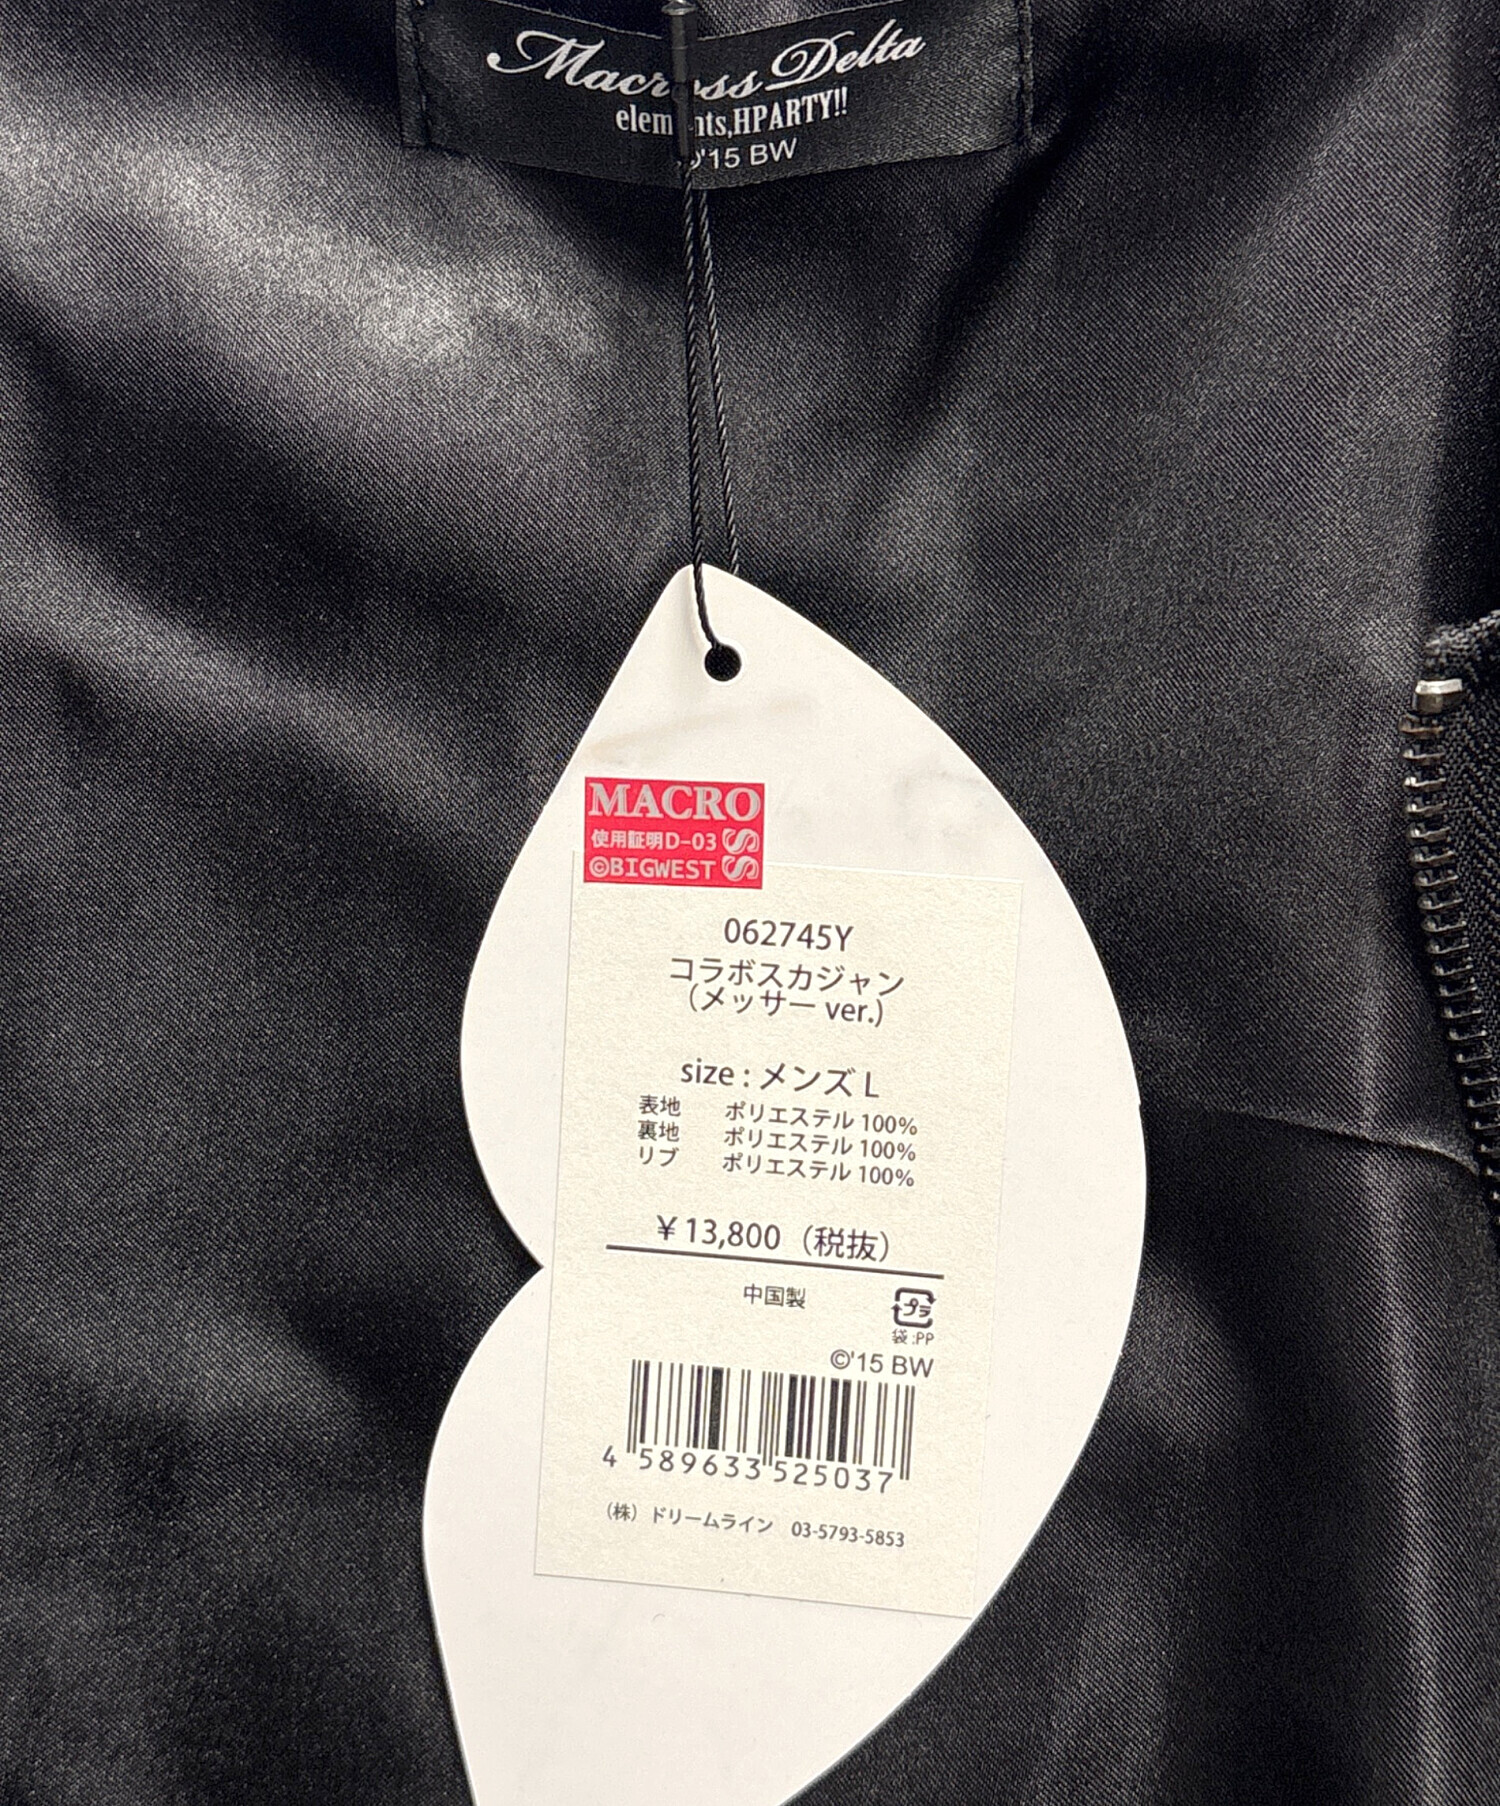 Macross Delta
elements,HPARTY!!
©'15 BW
MACROSS
使用証明D-03
©BIGWEST
062745Y
コラボスカジャン
(メッサー ver.)
size : メンズ L
表地 ポリエステル 100%
裏地 ポリエステル 100%
リブ ポリエステル 100%
¥13,800（税抜）
中国製
プラ
袋:PP
©'15 BW
4 589633 525037
（株）ドリームライン 03-5793-5853